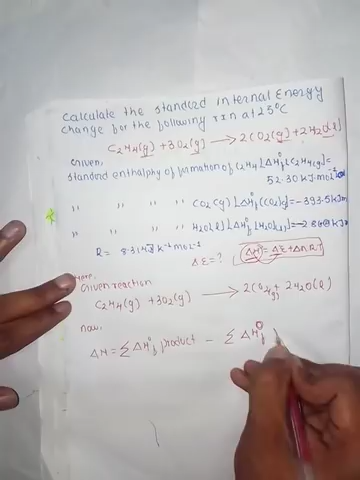 Calculate the standard internal Energy
change for the following rxn at 25°C
C2H4(g) + 3O2(g) → 2CO2(g) + 2H2O(l)
Given,
standard enthalpy of formation of C2H4 [ΔH°f C2H4(g)] =
52.30 kJ mol-1
" " " " CO2(g) [ΔH°f (CO2)g] = -393.5 kJ m
" " " H2O(l) [ΔH°f H2O(l)] =
R = 8.314 J k-1 mol-1
ΔE = ? ΔH = ΔE + ΔnRT
Here,
Given reaction
C2H4(g) + 3O2(g) → 2CO2(g) + 2H2O(l)
now,
ΔH = Σ ΔH°f product - Σ ΔH°f